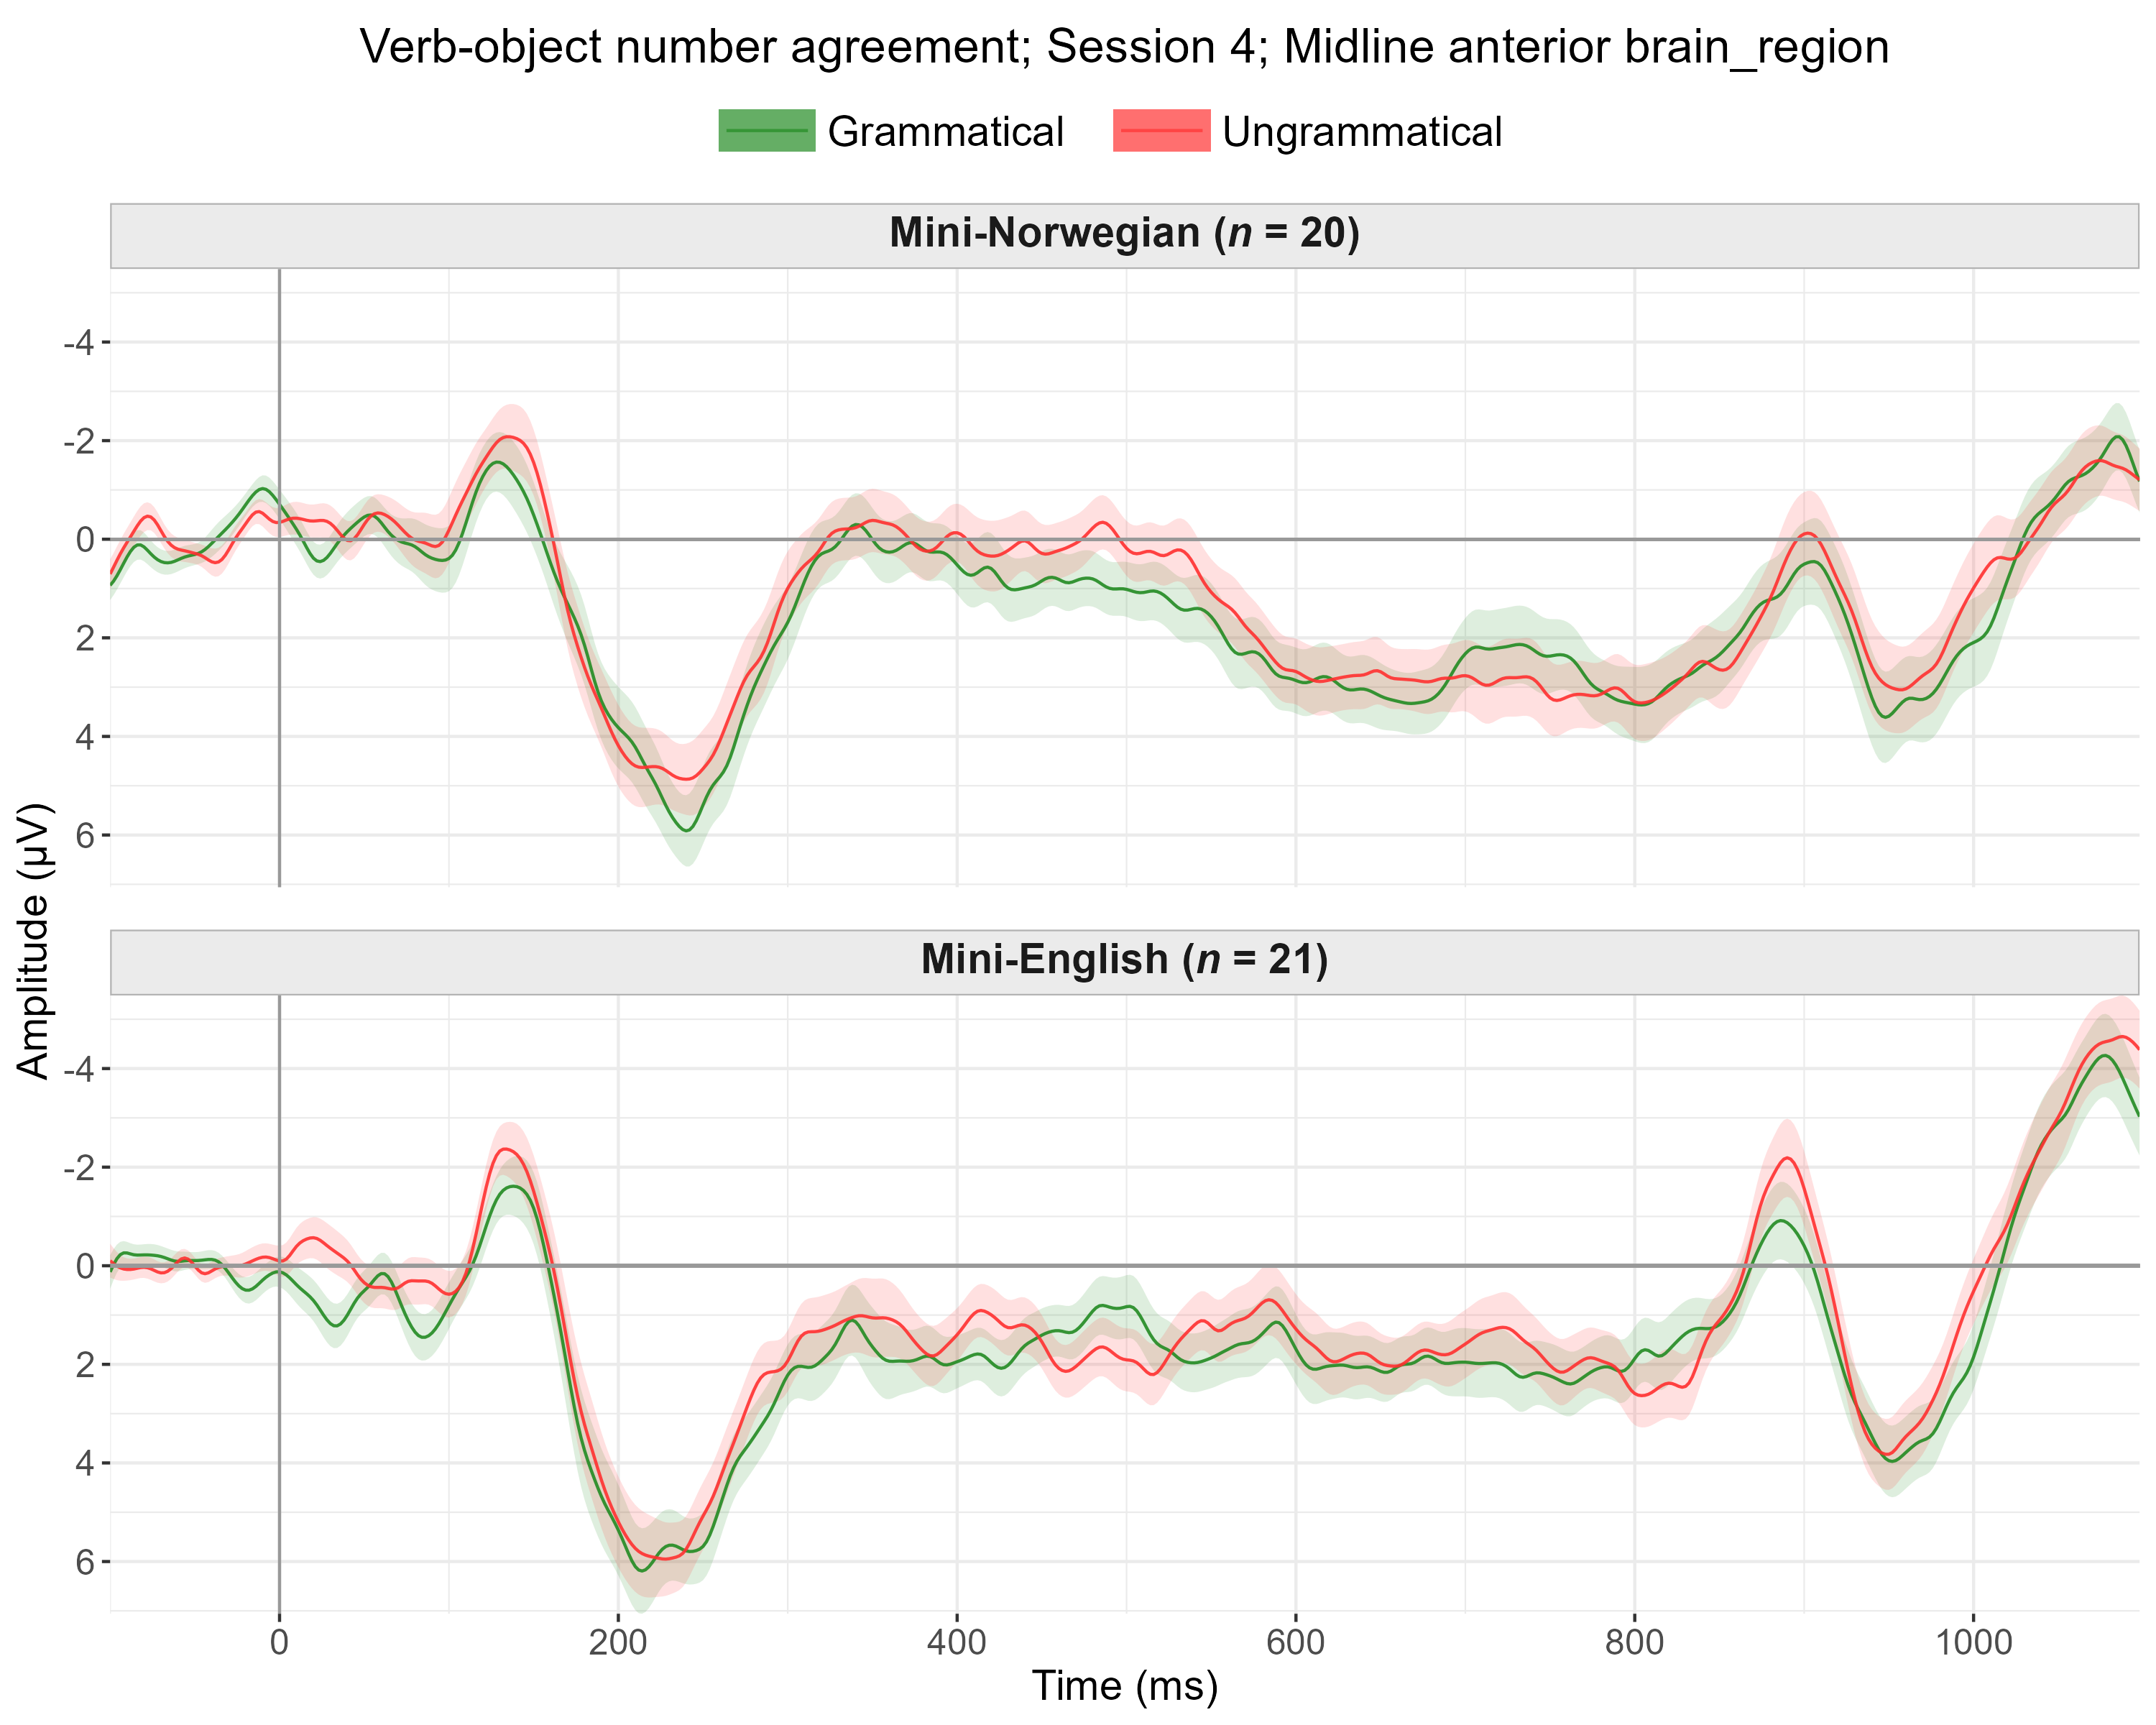 Verb-object number agreement; Session 4; Midline anterior brain_region
Grammatical Ungrammatical
Mini-Norwegian (n = 20)
-4
-2
0
2
4
6
Amplitude (µV)
Mini-English (n = 21)
-4
-2
0
2
4
6
0 200 400 600 800 1000
Time (ms)